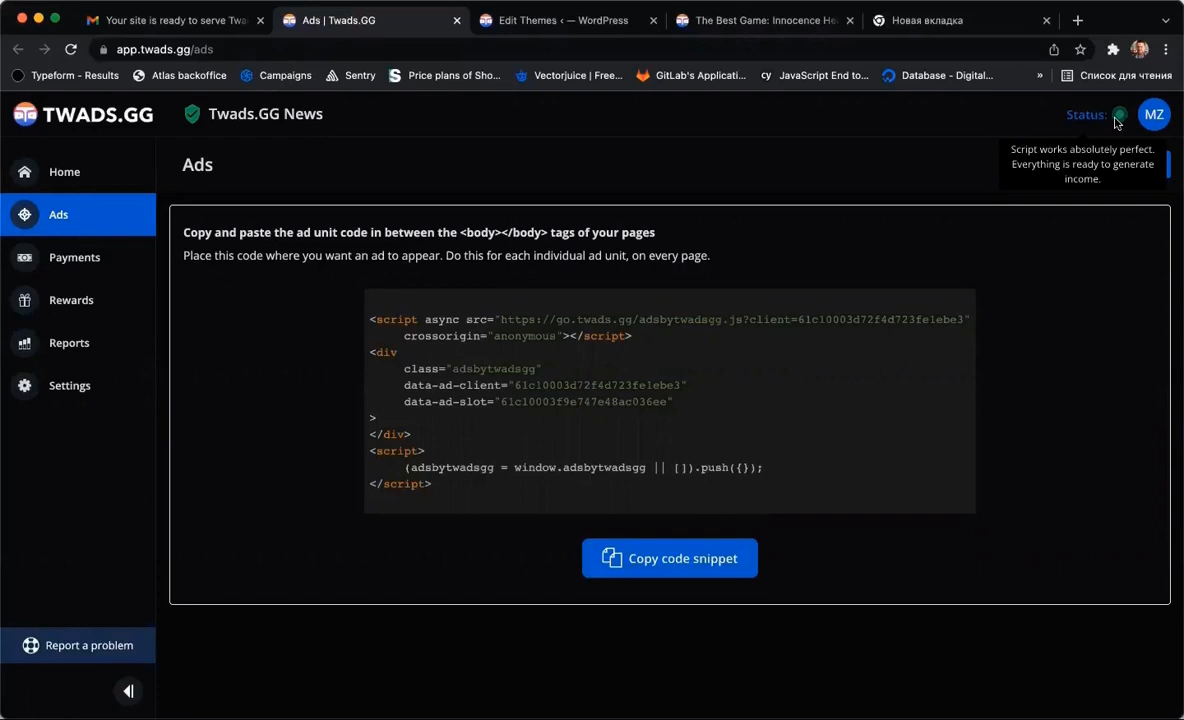 Your site is ready to serve Twa
Ads | Twads.GG
Edit Themes ‹ — WordPress
The Best Game: Innocence He
Новая вкладка
app.twads.gg/ads
Typeform - Results
Atlas backoffice
Campaigns
Sentry
Price plans of Sho...
Vectorjuice | Free...
GitLab's Applicati...
cy JavaScript End to...
Database - Digital...
»
Список для чтения
TWADS.GG
Twads.GG News
Status:
MZ
Script works absolutely perfect.
Everything is ready to generate
income.
Home
Ads
Payments
Rewards
Reports
Settings
Report a problem
Ads
Copy and paste the ad unit code in between the <body></body> tags of your pages
Place this code where you want an ad to appear. Do this for each individual ad unit, on every page.
<script async src="https://go.twads.gg/adsbytwadsgg.js?client=61c10003d72f4d723fe1ebe3"
crossorigin="anonymous"></script>
<div
class="adsbytwadsgg"
data-ad-client="61c10003d72f4d723fe1ebe3"
data-ad-slot="61c10003f9e747e48ac036ee"
>
</div>
<script>
(adsbytwadsgg = window.adsbytwadsgg || []).push({});
</script>
Copy code snippet